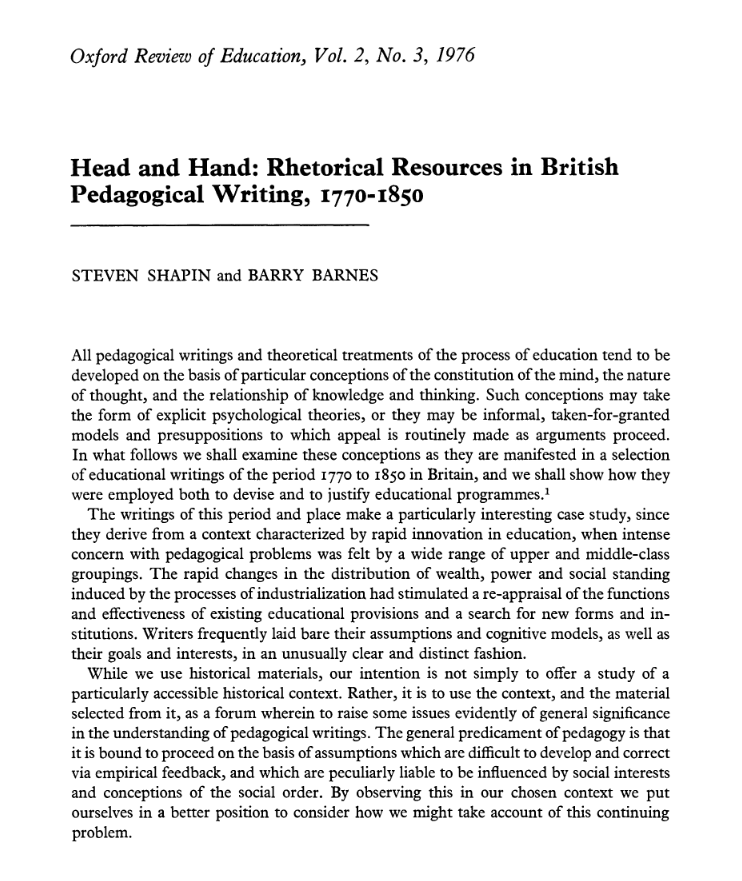 Oxford Review of Education, Vol. 2, No. 3, 1976
Head and Hand: Rhetorical Resources in British
Pedagogical Writing, 1770-1850
STEVEN SHAPIN and BARRY BARNES
All pedagogical writings and theoretical treatments of the process of education tend to be
developed on the basis of particular conceptions of the constitution of the mind, the nature
of thought, and the relationship of knowledge and thinking. Such conceptions may take
the form of explicit psychological theories, or they may be informal, taken-for-granted
models and presuppositions to which appeal is routinely made as arguments proceed.
In what follows we shall examine these conceptions as they are manifested in a selection
of educational writings of the period 1770 to 1850 in Britain, and we shall show how they
were employed both to devise and to justify educational programmes.¹
The writings of this period and place make a particularly interesting case study, since
they derive from a context characterized by rapid innovation in education, when intense
concern with pedagogical problems was felt by a wide range of upper and middle-class
groupings. The rapid changes in the distribution of wealth, power and social standing
induced by the processes of industrialization had stimulated a re-appraisal of the functions
and effectiveness of existing educational provisions and a search for new forms and in-
stitutions. Writers frequently laid bare their assumptions and cognitive models, as well as
their goals and interests, in an unusually clear and distinct fashion.
While we use historical materials, our intention is not simply to offer a study of a
particularly accessible historical context. Rather, it is to use the context, and the material
selected from it, as a forum wherein to raise some issues evidently of general significance
in the understanding of pedagogical writings. The general predicament of pedagogy is that
it is bound to proceed on the basis of assumptions which are difficult to develop and correct
via empirical feedback, and which are peculiarly liable to be influenced by social interests
and conceptions of the social order. By observing this in our chosen context we put
ourselves in a better position to consider how we might take account of this continuing
problem.